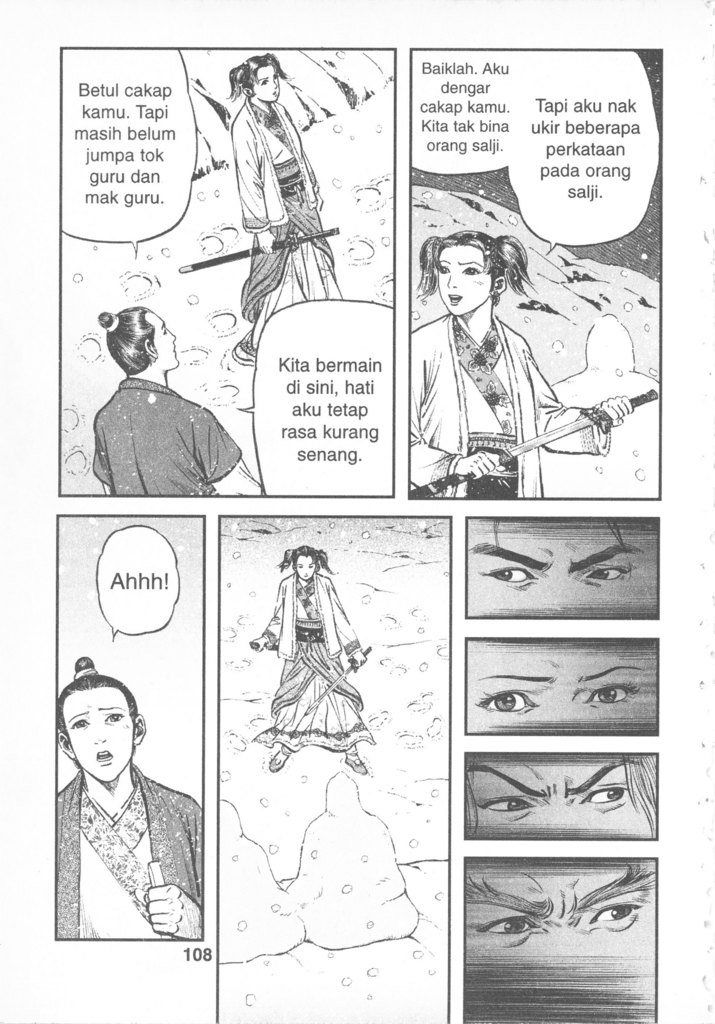 Betul cakap
kamu. Tapi
masih belum
jumpa tok
guru dan
mak guru.
Kita bermain
di sini, hati
aku tetap
rasa kurang
senang.
Baiklah. Aku
dengar
cakap kamu.
Kita tak bina
orang salji.
Tapi aku nak
ukir beberapa
perkataan
pada orang
salji.
Ahhh!
108